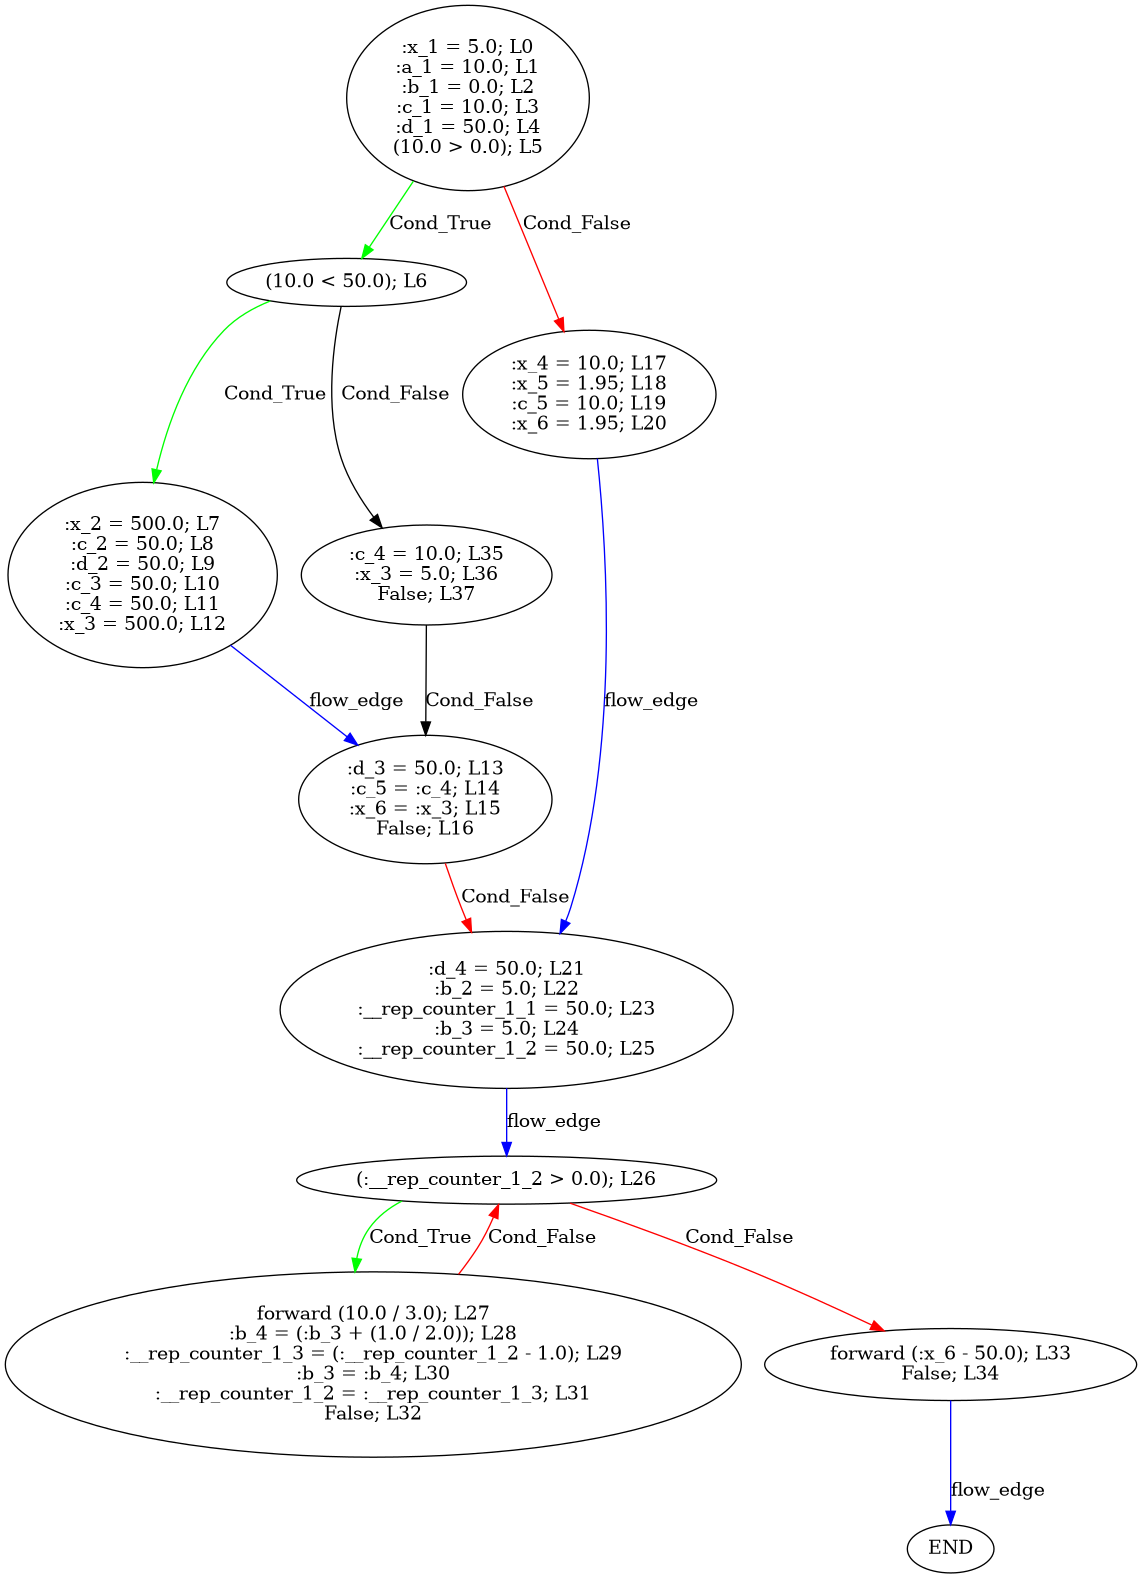 :x_1 = 5.0; L0
:a_1 = 10.0; L1
:b_1 = 0.0; L2
:c_1 = 10.0; L3
:d_1 = 50.0; L4
(10.0 > 0.0); L5
Cond_True
Cond_False
(10.0 < 50.0); L6
:x_4 = 10.0; L17
:x_5 = 1.95; L18
:c_5 = 10.0; L19
:x_6 = 1.95; L20
Cond_True
Cond_False
:x_2 = 500.0; L7
:c_2 = 50.0; L8
:d_2 = 50.0; L9
:c_3 = 50.0; L10
:c_4 = 50.0; L11
:x_3 = 500.0; L12
:c_4 = 10.0; L35
:x_3 = 5.0; L36
False; L37
flow_edge
Cond_False
flow_edge
:d_3 = 50.0; L13
:c_5 = :c_4; L14
:x_6 = :x_3; L15
False; L16
Cond_False
:d_4 = 50.0; L21
:b_2 = 5.0; L22
:__rep_counter_1_1 = 50.0; L23
:b_3 = 5.0; L24
:__rep_counter_1_2 = 50.0; L25
flow_edge
(:__rep_counter_1_2 > 0.0); L26
Cond_True
Cond_False
Cond_False
forward (10.0 / 3.0); L27
:b_4 = (:b_3 + (1.0 / 2.0)); L28
:__rep_counter_1_3 = (:__rep_counter_1_2 - 1.0); L29
:b_3 = :b_4; L30
:__rep_counter_1_2 = :__rep_counter_1_3; L31
False; L32
forward (:x_6 - 50.0); L33
False; L34
flow_edge
END